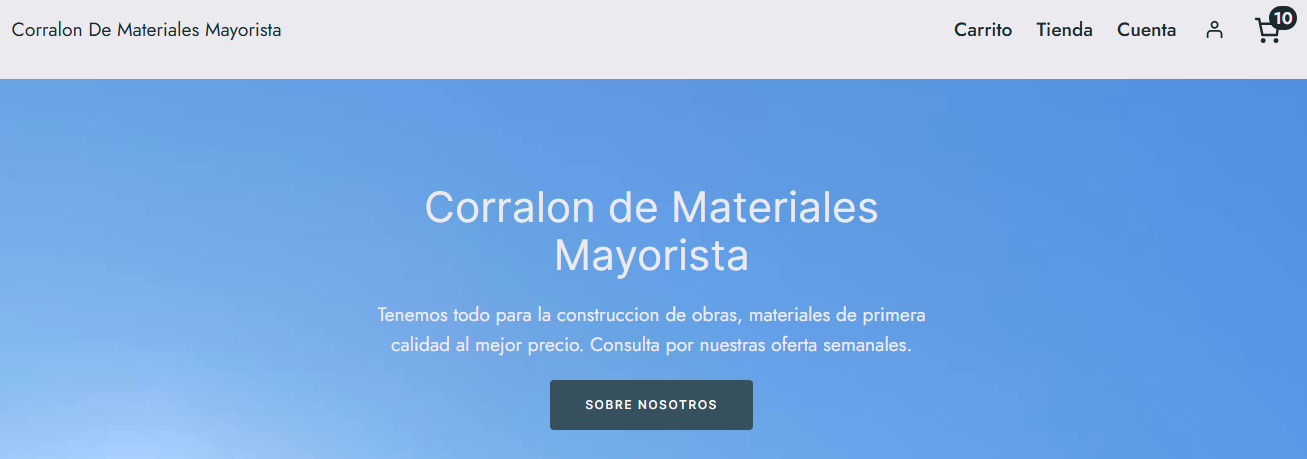 Corralon De Materiales Mayorista
Carrito Tienda Cuenta 10
Corralon de Materiales
Mayorista
Tenemos todo para la construccion de obras, materiales de primera
calidad al mejor precio. Consulta por nuestras oferta semanales.
SOBRE NOSOTROS